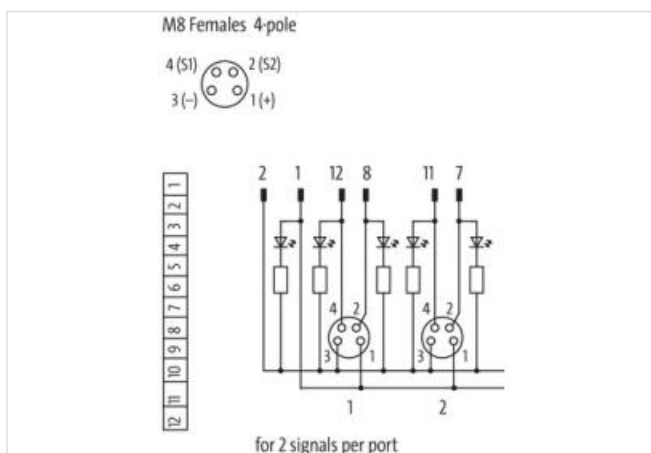 M8 Females 4-pole
4 (S1) 2 (S2)
3 (–) 1 (+)
1
2
3
4
5
6
7
8
9
10
11
12
2 1 12 8 11 7
4 2 4 2
3 1 3 1
1 2
for 2 signals per port